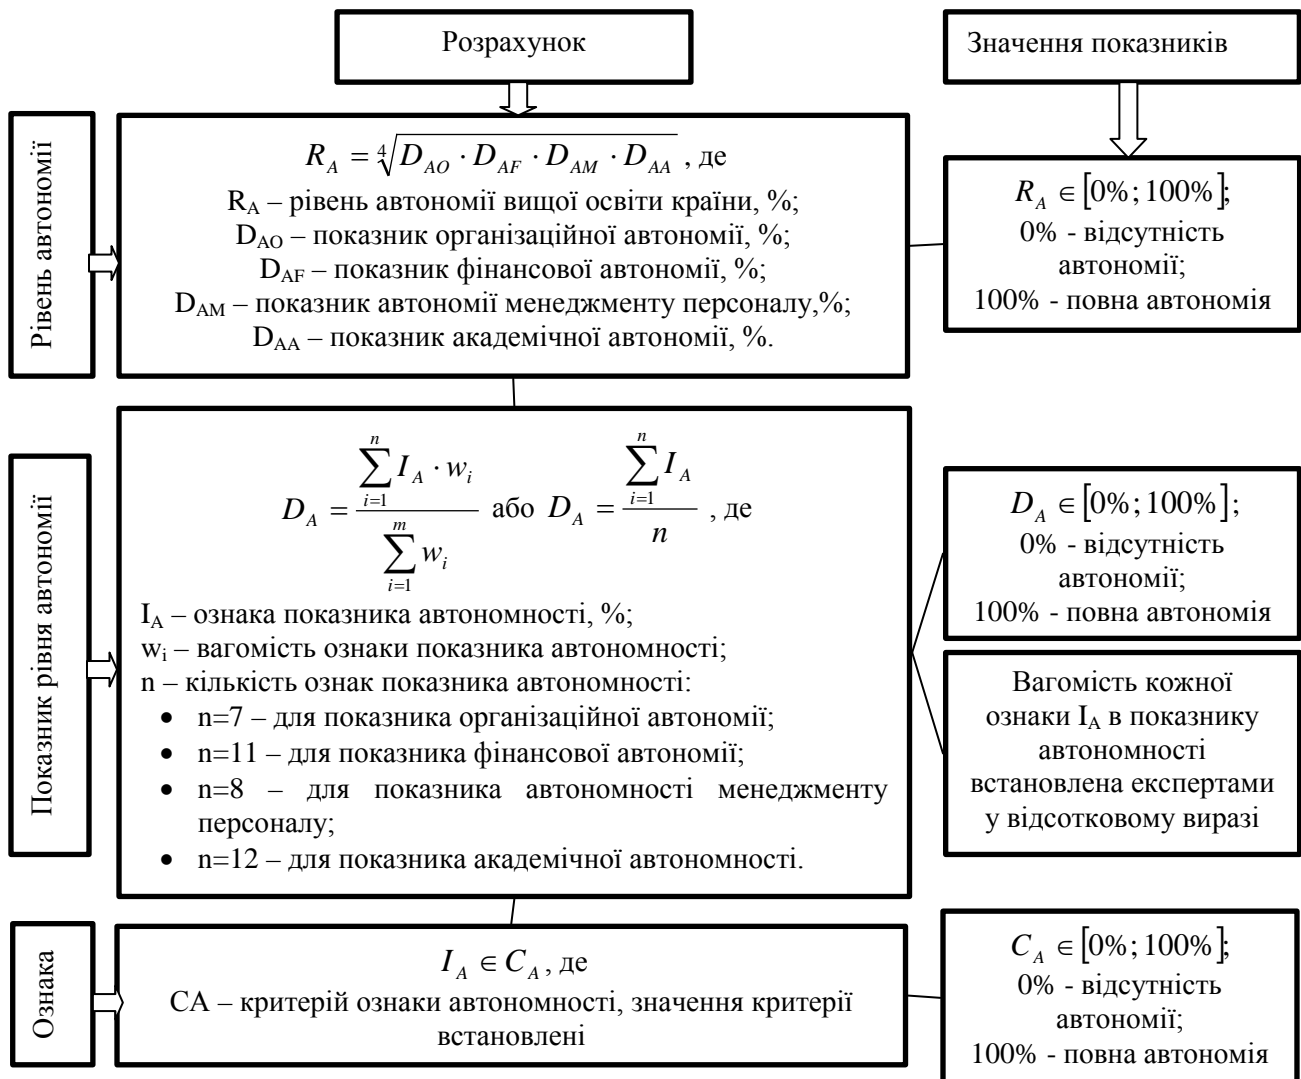 Розрахунок
Значення показників
Рівень автономії
R_A = ∜(D_AO · D_AF · D_AM · D_AA) , де
R_A – рівень автономії вищої освіти країни, %;
D_AO – показник організаційної автономії, %;
D_AF – показник фінансової автономії, %;
D_AM – показник автономії менеджменту персоналу,%;
D_AA – показник академічної автономії, %.
R_A ∈ [0%; 100%];
0% - відсутність
автономії;
100% - повна автономія
Показник рівня автономії
D_A = (∑_{i=1}^{n} I_A · w_i) / (∑_{i=1}^{m} w_i) або D_A = (∑_{i=1}^{n} I_A) / n , де
I_A – ознака показника автономності, %;
w_i – вагомість ознаки показника автономності;
n – кількість ознак показника автономності:
• n=7 – для показника організаційної автономії;
• n=11 – для показника фінансової автономії;
• n=8 – для показника автономності менеджменту
персоналу;
• n=12 – для показника академічної автономності.
D_A ∈ [0%; 100%];
0% - відсутність
автономії;
100% - повна автономія
Вагомість кожної
ознаки I_A в показнику
автономності
встановлена експертами
у відсотковому виразі
Ознака
I_A ∈ C_A, де
СА – критерій ознаки автономності, значення критерії
встановлені
C_A ∈ [0%; 100%];
0% - відсутність
автономії;
100% - повна автономія